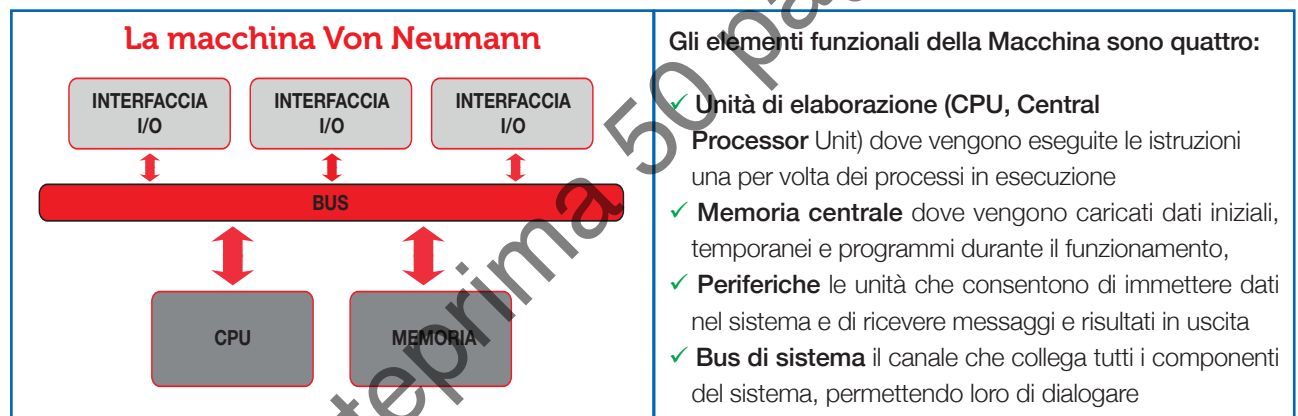 La macchina Von Neumann
INTERFACCIA
I/O
INTERFACCIA
I/O
INTERFACCIA
I/O
BUS
CPU
MEMORIA
Gli elementi funzionali della Macchina sono quattro:
✓ Unità di elaborazione (CPU, Central
Processor Unit) dove vengono eseguite le istruzioni
una per volta dei processi in esecuzione
✓ Memoria centrale dove vengono caricati dati iniziali,
temporanei e programmi durante il funzionamento,
✓ Periferiche le unità che consentono di immettere dati
nel sistema e di ricevere messaggi e risultati in uscita
✓ Bus di sistema il canale che collega tutti i componenti
del sistema, permettendo loro di dialogare